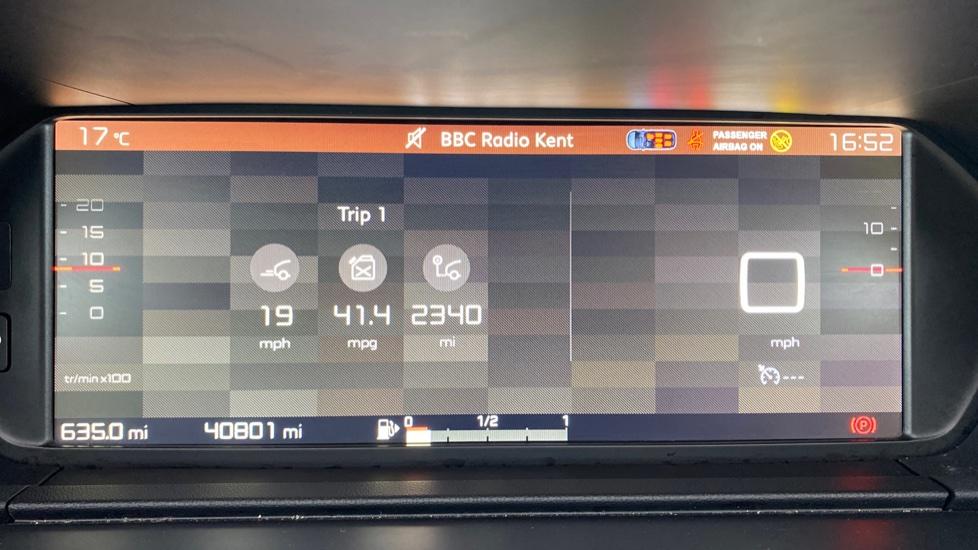 17 °C BBC Radio Kent PASSENGER AIRBAG ON 16:52
Trip 1
20
15
10
5
0
tr/min x100
19 41.4 2340
mph mpg mi
10
0
mph
---
635.0 mi 40801 mi 0 1/2 1 P